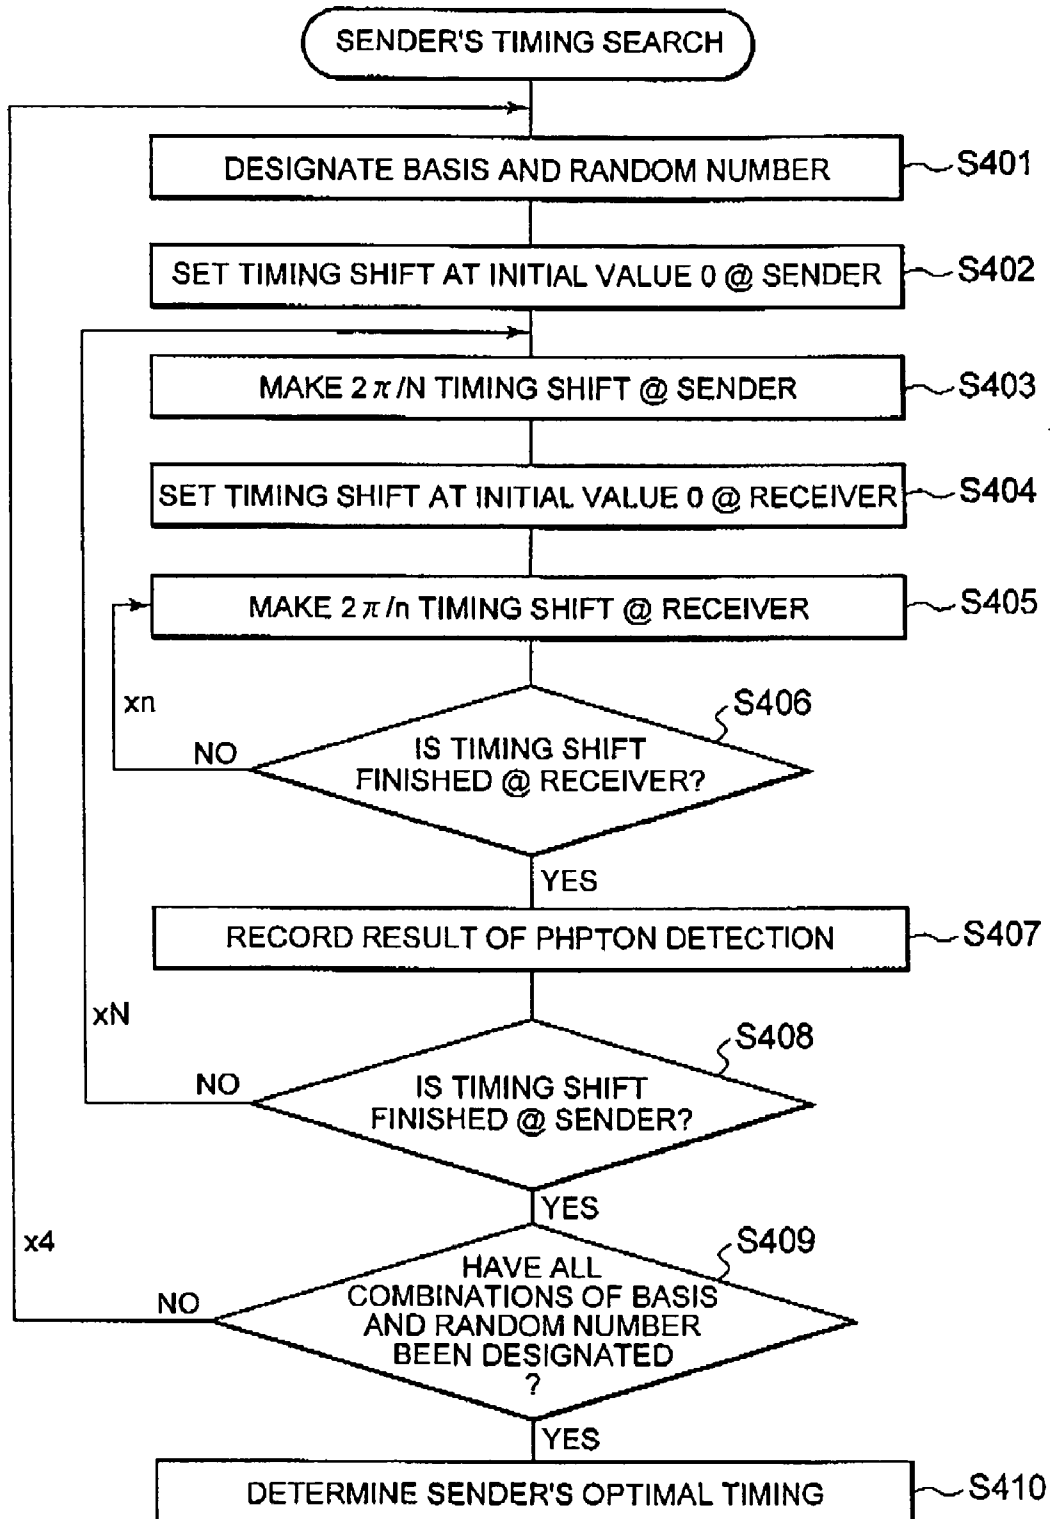 SENDER'S TIMING SEARCH
DESIGNATE BASIS AND RANDOM NUMBER
S401
SET TIMING SHIFT AT INITIAL VALUE 0 @ SENDER
S402
MAKE 2π/N TIMING SHIFT @ SENDER
S403
SET TIMING SHIFT AT INITIAL VALUE 0 @ RECEIVER
S404
MAKE 2π/n TIMING SHIFT @ RECEIVER
S405
xn
S406
NO
IS TIMING SHIFT
FINISHED @ RECEIVER?
YES
RECORD RESULT OF PHPTON DETECTION
S407
xN
S408
NO
IS TIMING SHIFT
FINISHED @ SENDER?
YES
x4
S409
NO
HAVE ALL
COMBINATIONS OF BASIS
AND RANDOM NUMBER
BEEN DESIGNATED
?
YES
DETERMINE SENDER'S OPTIMAL TIMING
S410